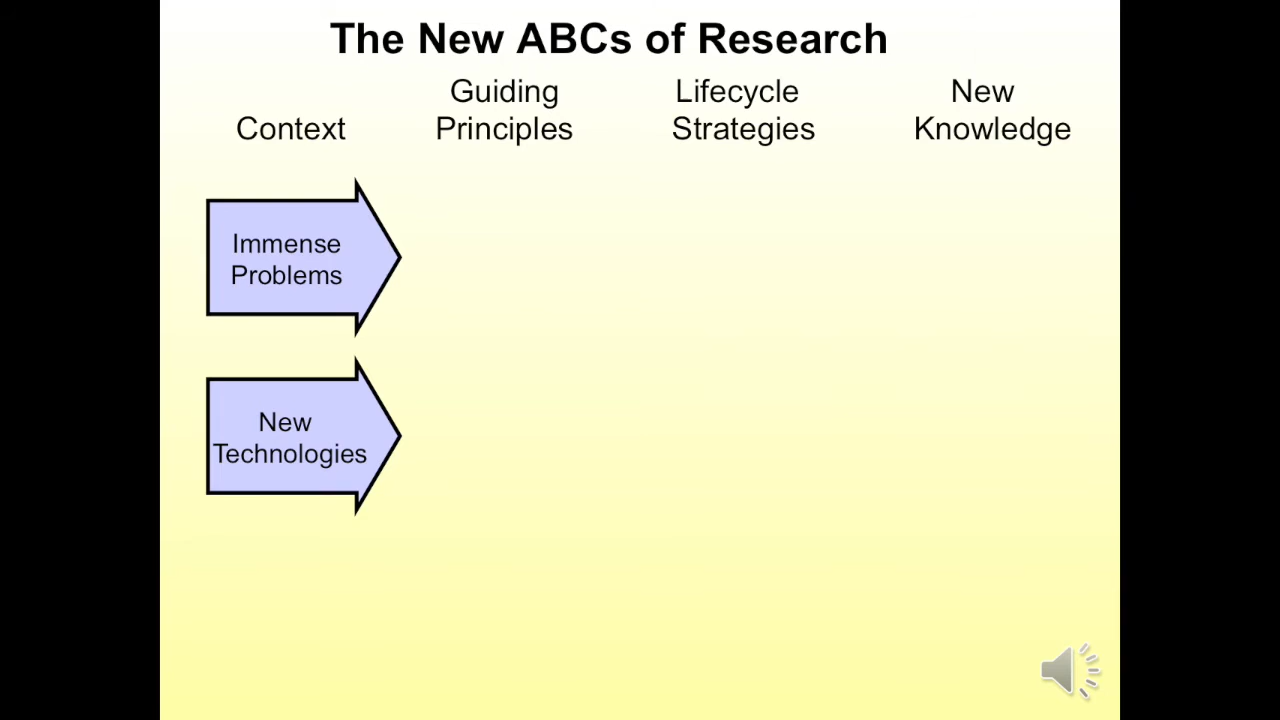 The New ABCs of Research
Context
Guiding
Principles
Lifecycle
Strategies
New
Knowledge
Immense
Problems
New
Technologies